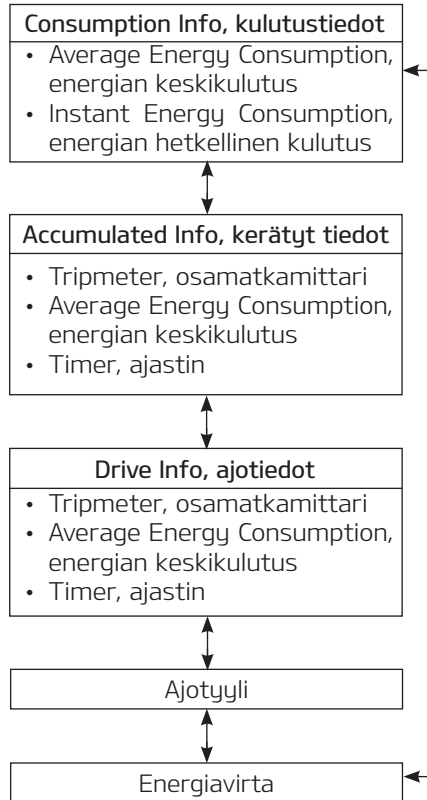 Consumption Info, kulutustiedot
• Average Energy Consumption,
energian keskikulutus
• Instant Energy Consumption,
energian hetkellinen kulutus
Accumulated Info, kerätyt tiedot
• Tripmeter, osamatkamittari
• Average Energy Consumption,
energian keskikulutus
• Timer, ajastin
Drive Info, ajotiedot
• Tripmeter, osamatkamittari
• Average Energy Consumption,
energian keskikulutus
• Timer, ajastin
Ajotyyli
Energiavirta